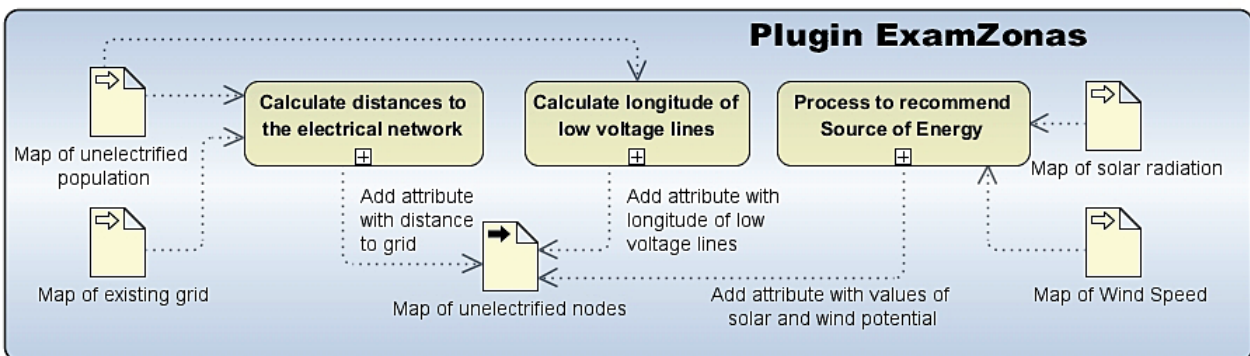 Plugin ExamZonas
Calculate distances to
the electrical network
Calculate longitude of
low voltage lines
Process to recommend
Source of Energy
Map of unelectrified
population
Map of solar radiation
Add attribute
with distance
to grid
Add attribute with
longitude of low
voltage lines
Map of existing grid
Map of unelectrified nodes
Add attribute with values of
solar and wind potential
Map of Wind Speed